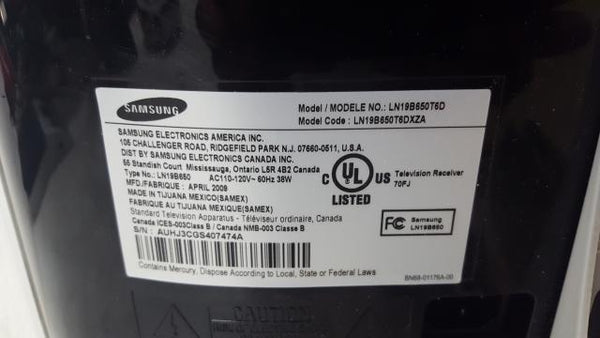 SAMSUNG
Model / MODELE NO.: LN19B650T6D
Model Code : LN19B650T6DXZA
SAMSUNG ELECTRONICS AMERICA INC.
105 CHALLENGER ROAD, RIDGEFIELD PARK N.J. 07660-0511, U.S.A.
DIST BY SAMSUNG ELECTRONICS CANADA INC.
55 Standish Court Mississauga, Ontario L5R 4B2 Canada
Type No.: LN19B650 AC110-120V~ 60Hz 38W
MFD./FABRIQUE : APRIL 2009
MADE IN TIJUANA MEXICO(SAMEX)
FABRIQUE AU TIJUANA MEXIQUE(SAMEX)
Standard Television Apparatus - Téléviseur ordinaire, Canada
Canada ICES-003Class B / Canada NMB-003 Classe B
S/N : AUHJ3CGS407474A
C UL US
LISTED
Television Receiver
70FJ
FC Samsung
LN19B650
Contains Mercury, Dispose According to Local, State or Federal Laws
BN68-01178A-00
CAUTION